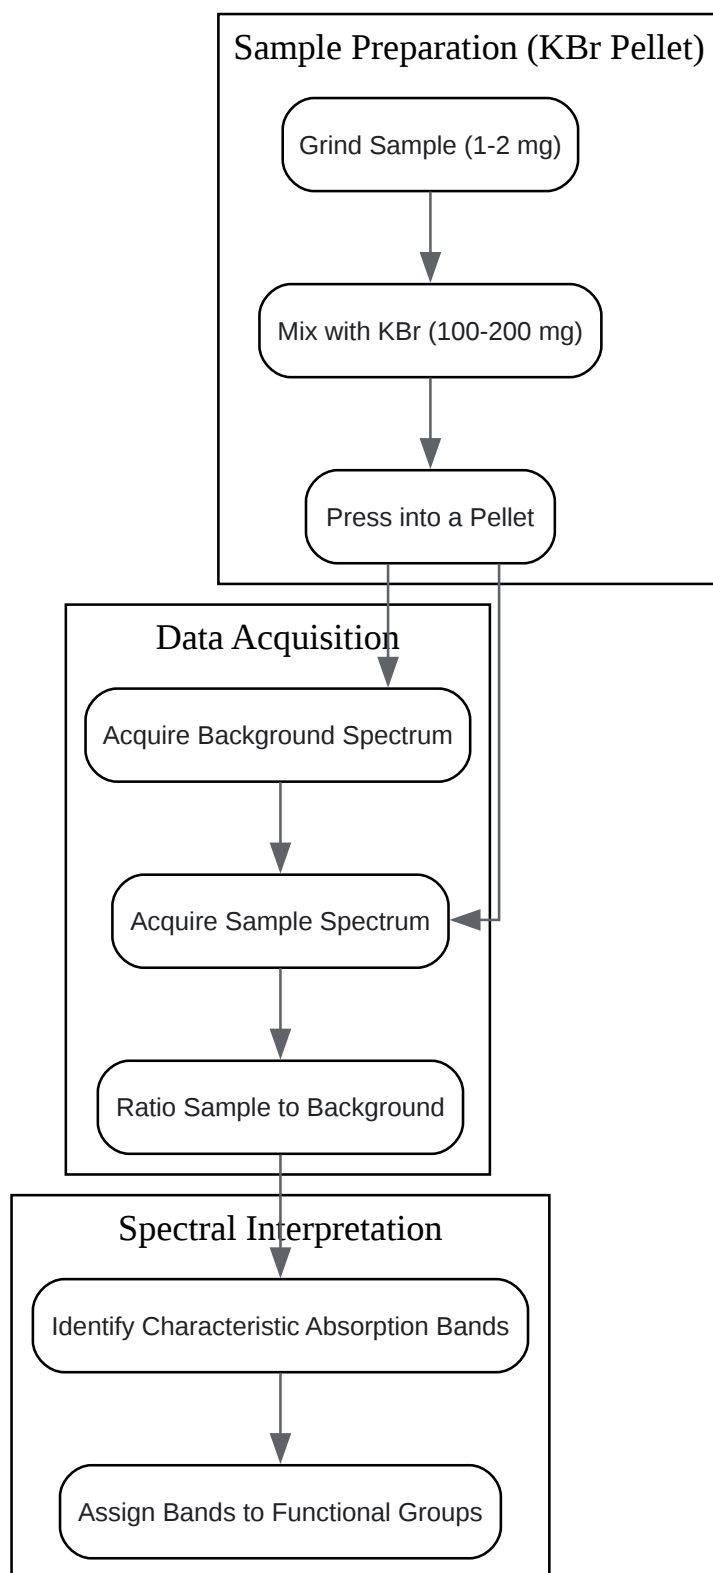 Sample Preparation (KBr Pellet)
Grind Sample (1-2 mg)
Mix with KBr (100-200 mg)
Press into a Pellet
Data Acquisition
Acquire Background Spectrum
Acquire Sample Spectrum
Ratio Sample to Background
Spectral Interpretation
Identify Characteristic Absorption Bands
Assign Bands to Functional Groups